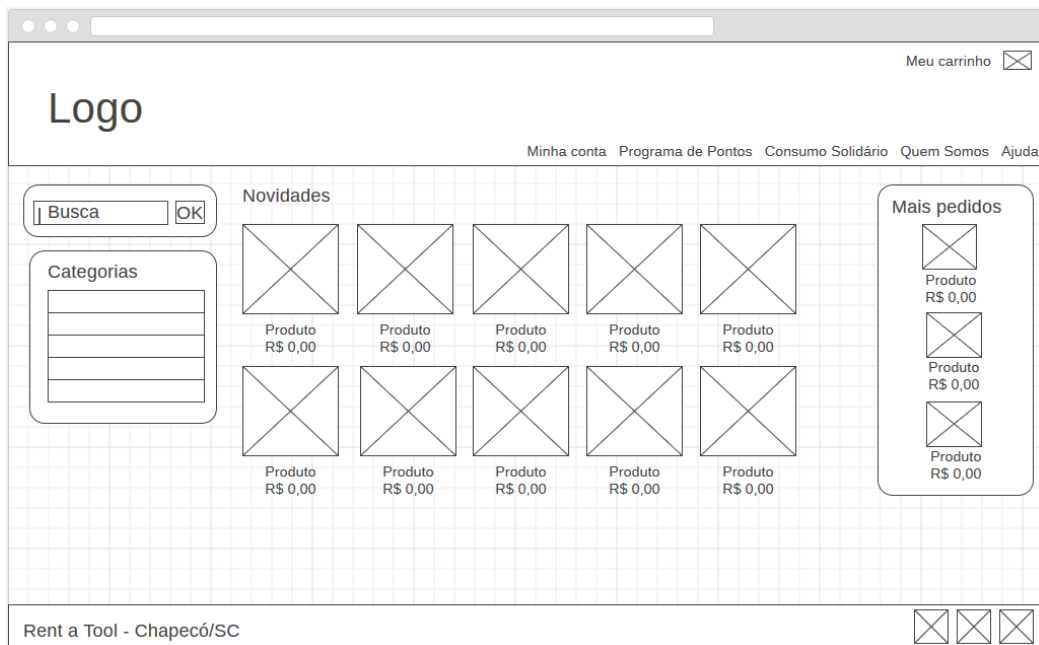 Meu carrinho
Logo
Minha conta Programa de Pontos Consumo Solidário Quem Somos Ajuda
Busca OK
Categorias
Novidades
Produto Produto Produto Produto Produto
R$ 0,00 R$ 0,00 R$ 0,00 R$ 0,00 R$ 0,00
Produto Produto Produto Produto Produto
R$ 0,00 R$ 0,00 R$ 0,00 R$ 0,00 R$ 0,00
Mais pedidos
Produto
R$ 0,00
Produto
R$ 0,00
Produto
R$ 0,00
Rent a Tool - Chapecó/SC